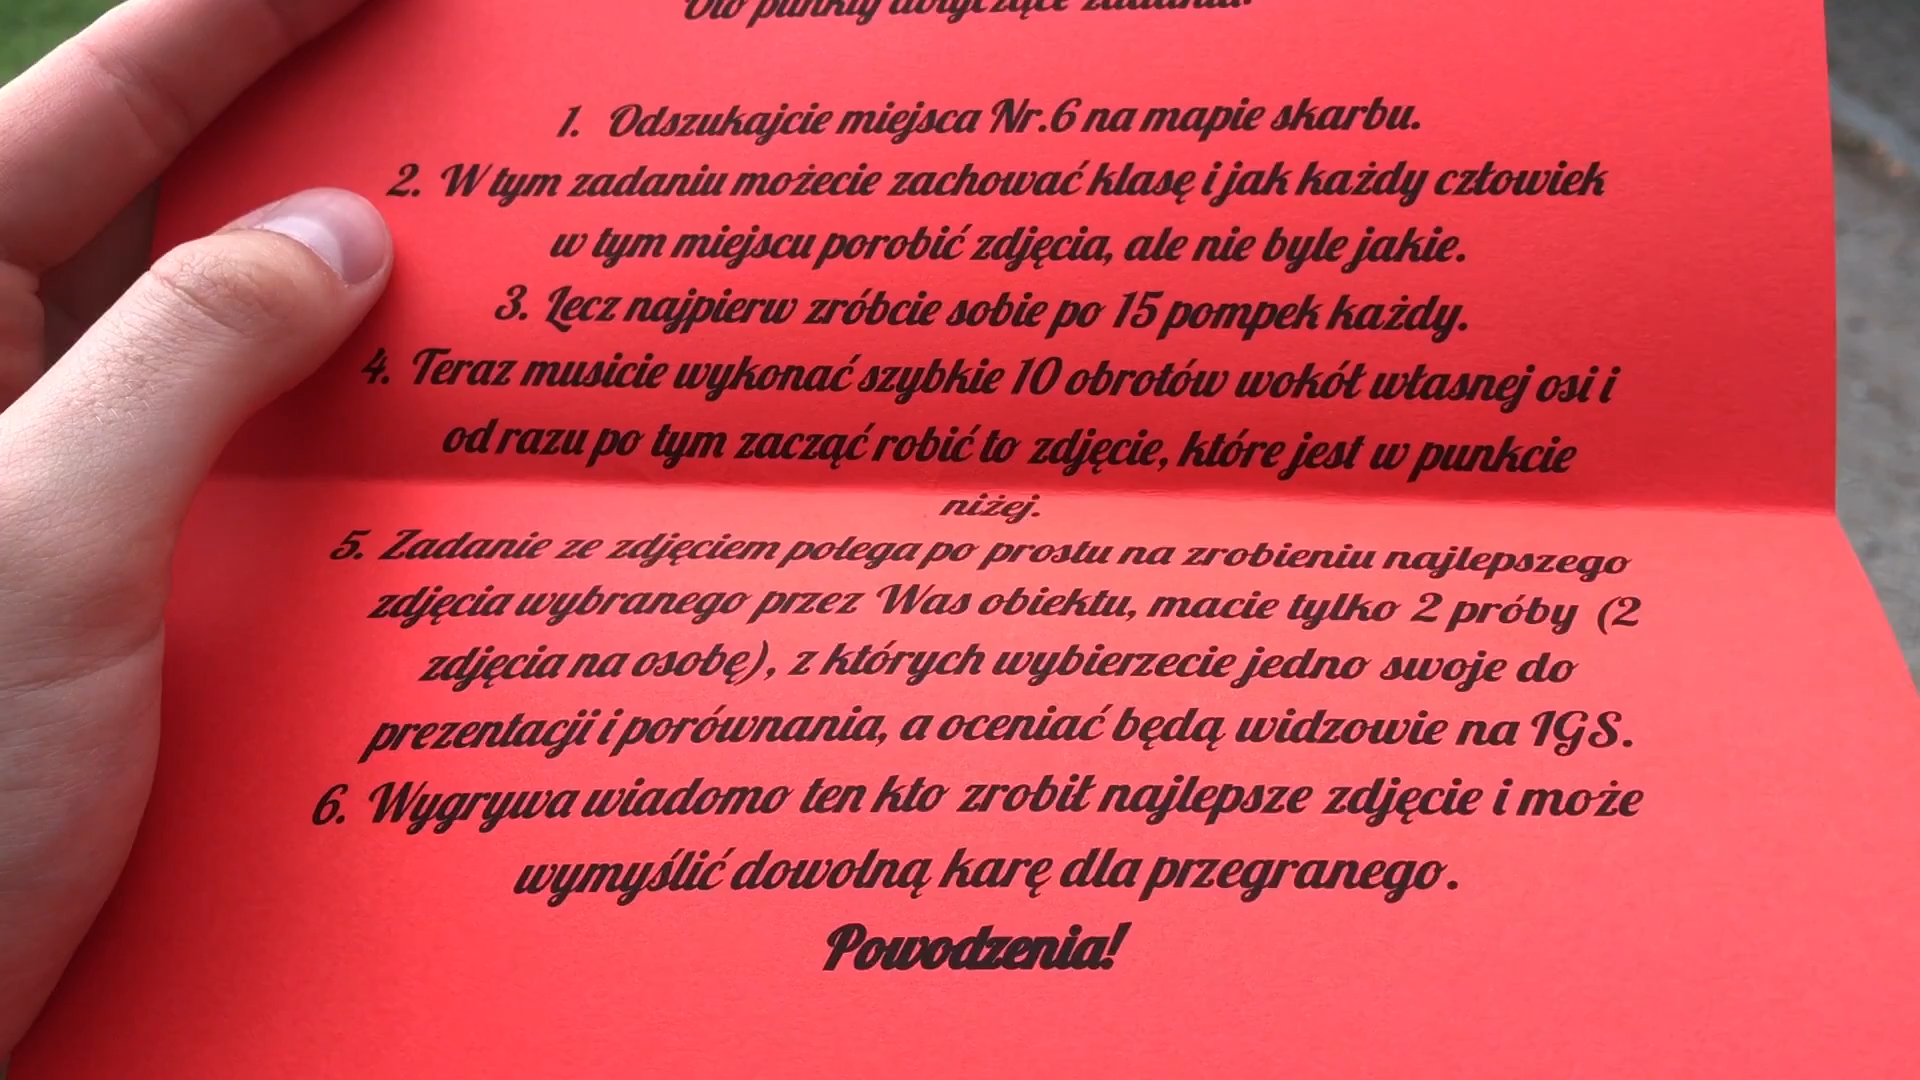 Oto punkty dotyczące zadania:
1. Odszukajcie miejsca Nr.6 na mapie skarbu.
2. W tym zadaniu możecie zachować klasę i jak każdy człowiek
w tym miejscu porobić zdjęcia, ale nie byle jakie.
3. Lecz najpierw zróbcie sobie po 15 pompek każdy.
4. Teraz musicie wykonać szybkie 10 obrotów wokół własnej osi i
od razu po tym zacząć robić to zdjęcie, które jest w punkcie
niżej.
5. Zadanie ze zdjęciem polega po prostu na zrobieniu najlepszego
zdjęcia wybranego przez Was obiektu, macie tylko 2 próby (2
zdjęcia na osobę), z których wybierzecie jedno swoje do
prezentacji i porównania, a oceniać będą widzowie na IGS.
6. Wygrywa wiadomo ten kto zrobił najlepsze zdjęcie i może
wymyślić dowolną karę dla przegranego.
Powodzenia!